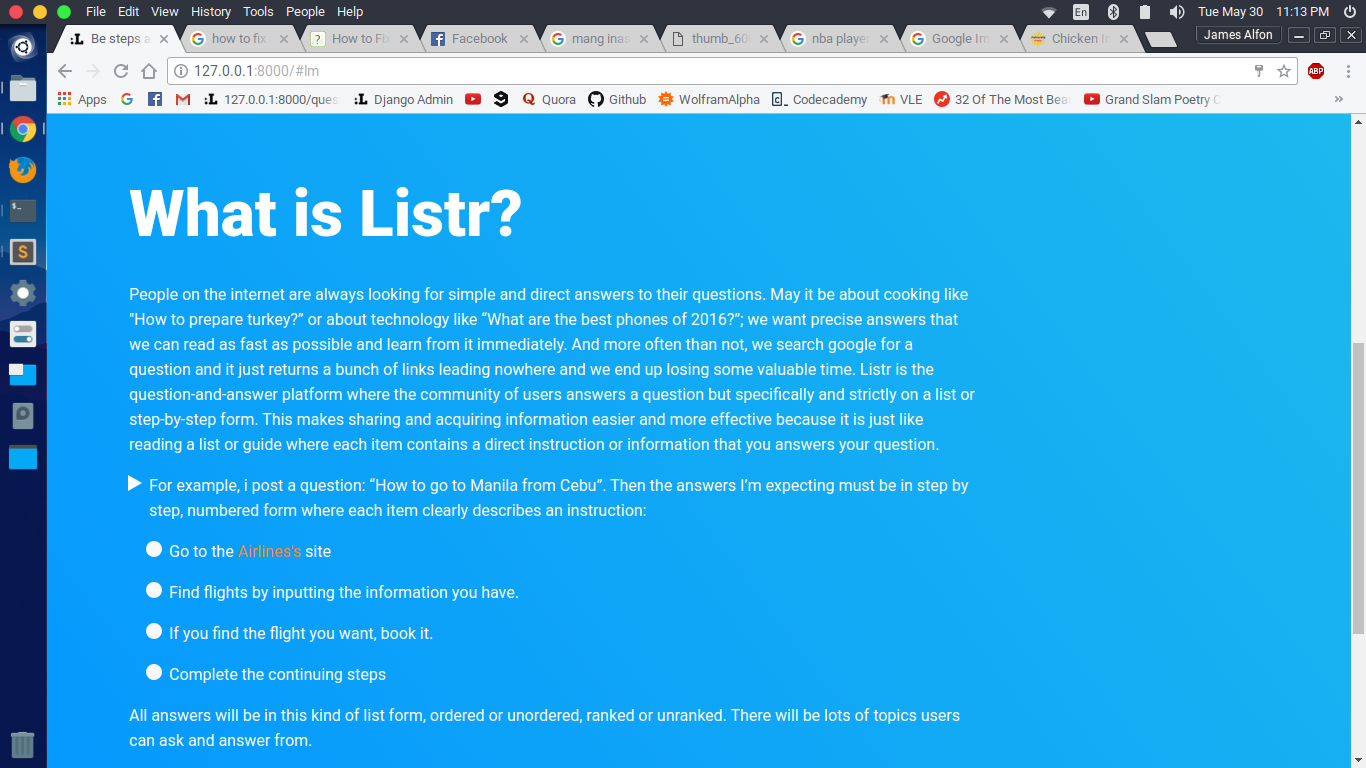 File Edit View History Tools People Help
En
Tue May 30 11:13 PM
Be steps a
how to fix
How to Fix
Facebook
mang inas
thumb_600
nba player
Google Im
Chicken In
James Alfon
127.0.0.1:8000/#lm
ABP
Apps
127.0.0.1:8000/ques
Django Admin
Quora
Github
WolframAlpha
Codecademy
VLE
32 Of The Most Bea
Grand Slam Poetry C
What is Listr?
People on the internet are always looking for simple and direct answers to their questions. May it be about cooking like
"How to prepare turkey?” or about technology like “What are the best phones of 2016?”; we want precise answers that
we can read as fast as possible and learn from it immediately. And more often than not, we search google for a
question and it just returns a bunch of links leading nowhere and we end up losing some valuable time. Listr is the
question-and-answer platform where the community of users answers a question but specifically and strictly on a list or
step-by-step form. This makes sharing and acquiring information easier and more effective because it is just like
reading a list or guide where each item contains a direct instruction or information that you answers your question.
For example, i post a question: “How to go to Manila from Cebu”. Then the answers I’m expecting must be in step by
step, numbered form where each item clearly describes an instruction:
Go to the Airlines's site
Find flights by inputting the information you have.
If you find the flight you want, book it.
Complete the continuing steps
All answers will be in this kind of list form, ordered or unordered, ranked or unranked. There will be lots of topics users
can ask and answer from.